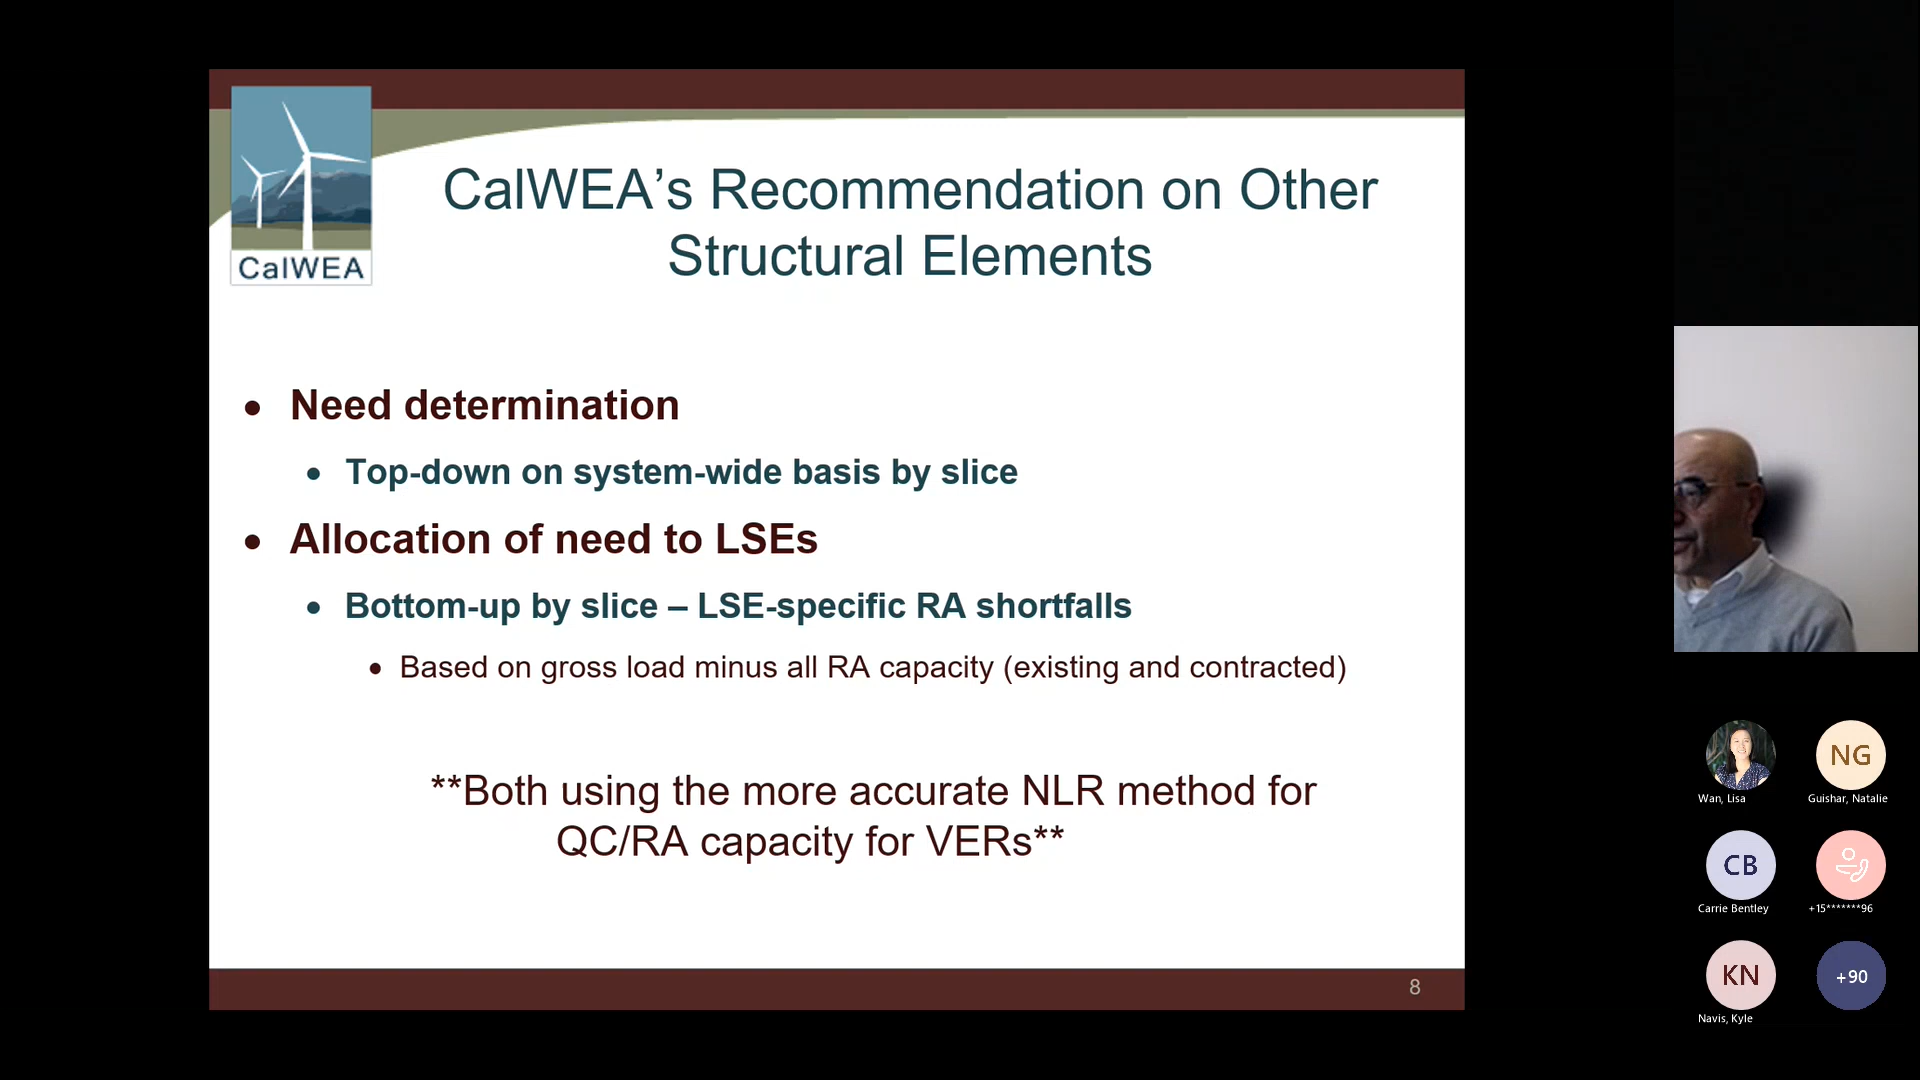 CalWEA
CalWEA’s Recommendation on Other
Structural Elements
• Need determination
• Top-down on system-wide basis by slice
• Allocation of need to LSEs
• Bottom-up by slice – LSE-specific RA shortfalls
• Based on gross load minus all RA capacity (existing and contracted)
**Both using the more accurate NLR method for
QC/RA capacity for VERs**
8
Wan, Lisa
NG
Guishar, Natalie
CB
Carrie Bentley
+15*******96
KN
Navis, Kyle
+90